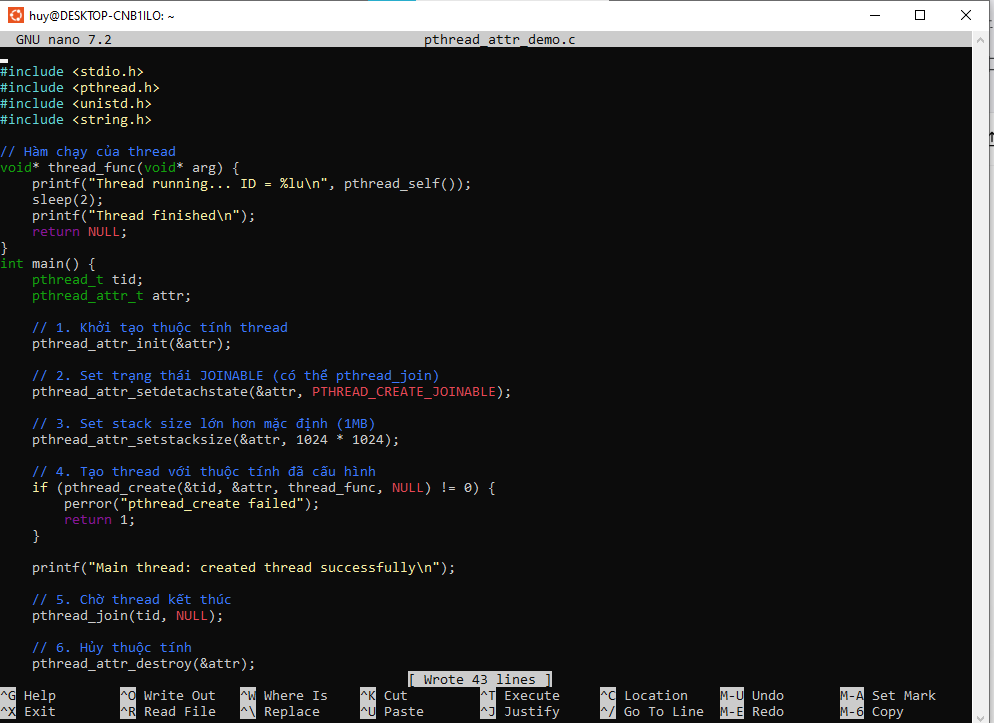 huy@DESKTOP-CNB1ILO: ~
GNU nano 7.2 pthread_attr_demo.c
#include <stdio.h>
#include <pthread.h>
#include <unistd.h>
#include <string.h>
// Hàm chạy của thread
void* thread_func(void* arg) {
    printf("Thread running... ID = %lu\n", pthread_self());
    sleep(2);
    printf("Thread finished\n");
    return NULL;
}
int main() {
    pthread_t tid;
    pthread_attr_t attr;
    // 1. Khởi tạo thuộc tính thread
    pthread_attr_init(&attr);
    // 2. Set trạng thái JOINABLE (có thể pthread_join)
    pthread_attr_setdetachstate(&attr, PTHREAD_CREATE_JOINABLE);
    // 3. Set stack size lớn hơn mặc định (1MB)
    pthread_attr_setstacksize(&attr, 1024 * 1024);
    // 4. Tạo thread với thuộc tính đã cấu hình
    if (pthread_create(&tid, &attr, thread_func, NULL) != 0) {
        perror("pthread_create failed");
        return 1;
    }
    printf("Main thread: created thread successfully\n");
    // 5. Chờ thread kết thúc
    pthread_join(tid, NULL);
    // 6. Hủy thuộc tính
    pthread_attr_destroy(&attr);
[ Wrote 43 lines ]
^G Help ^O Write Out ^W Where Is ^K Cut ^T Execute ^C Location M-U Undo M-A Set Mark
^X Exit ^R Read File ^\ Replace ^U Paste ^J Justify ^/ Go To Line M-E Redo M-6 Copy